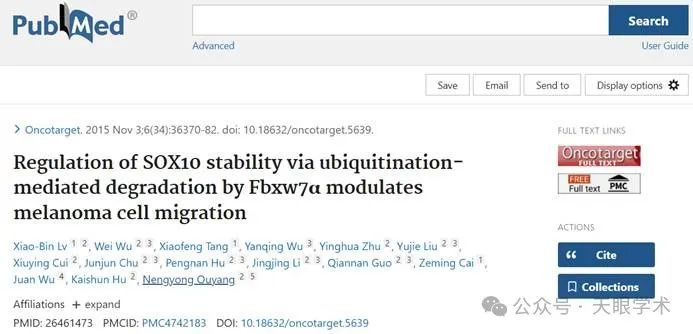 PubMed®
Search
Advanced
User Guide
Save
Email
Send to
Display options
> Oncotarget. 2015 Nov 3;6(34):36370-82. doi: 10.18632/oncotarget.5639.
Regulation of SOX10 stability via ubiquitination-
mediated degradation by Fbxw7α modulates
melanoma cell migration
Xiao-Bin Lv 1 2, Wei Wu 2 3, Xiaofeng Tang 1, Yanqing Wu 3, Yinghua Zhu 2, Yujie Liu 2 3,
Xiuying Cui 2, Junjun Chu 2 3, Pengnan Hu 2 3, Jingjing Li 2 3, Qiannan Guo 2 3, Zeming Cai 1,
Juan Wu 4, Kaishun Hu 2, Nengyong Ouyang 2 5
Affiliations + expand
PMID: 26461473 PMCID: PMC4742183 DOI: 10.18632/oncotarget.5639
FULL TEXT LINKS
Oncotarget
FULL TEXT
FREE
Full text
PMC
ACTIONS
Cite
Collections
公众号 · 天眼学术